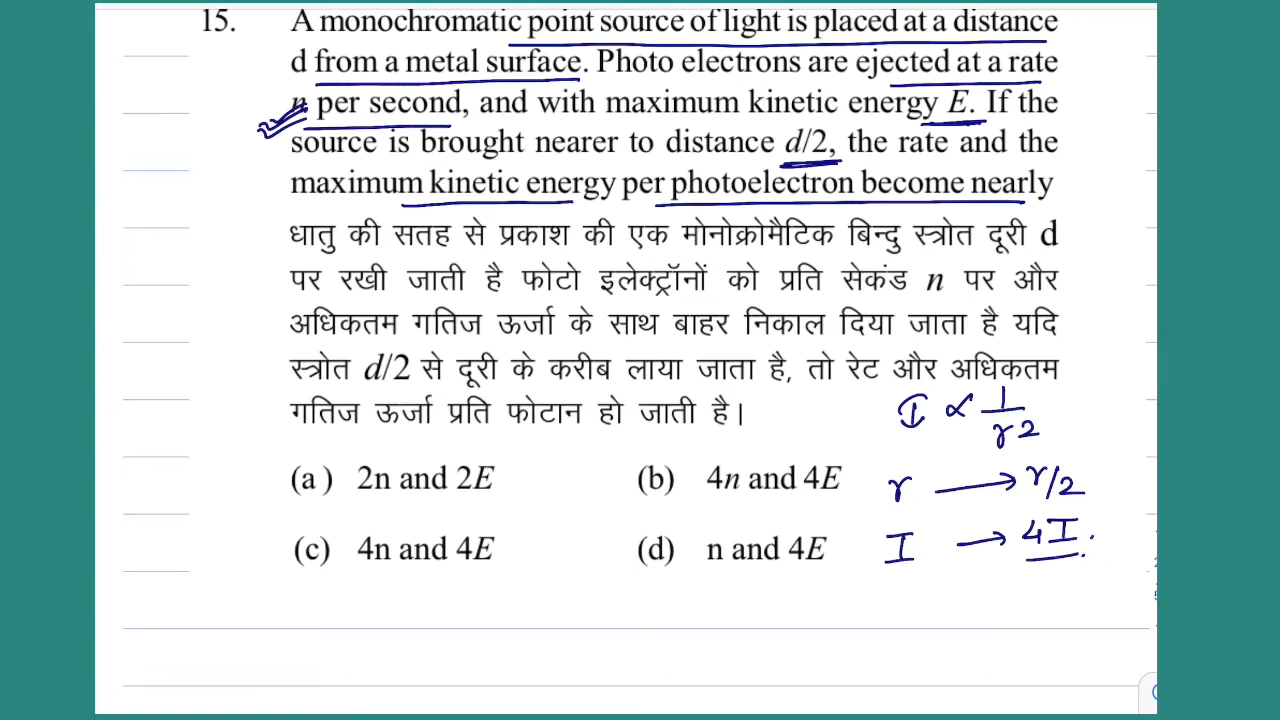 15. A monochromatic point source of light is placed at a distance
d from a metal surface. Photo electrons are ejected at a rate
n per second, and with maximum kinetic energy E. If the
source is brought nearer to distance d/2, the rate and the
maximum kinetic energy per photoelectron become nearly
धातु की सतह से प्रकाश की एक मोनोक्रोमैटिक बिन्दु स्त्रोत दूरी d
पर रखी जाती है फोटो इलेक्ट्रॉनों को प्रति सेकंड n पर और
अधिकतम गतिज ऊर्जा के साथ बाहर निकाल दिया जाता है यदि
स्त्रोत d/2 से दूरी के करीब लाया जाता है, तो रेट और अधिकतम
गतिज ऊर्जा प्रति फोटान हो जाती है।
I ∝ 1/r2
(a) 2n and 2E (b) 4n and 4E
r → r/2
(c) 4n and 4E (d) n and 4E
I → 4I.